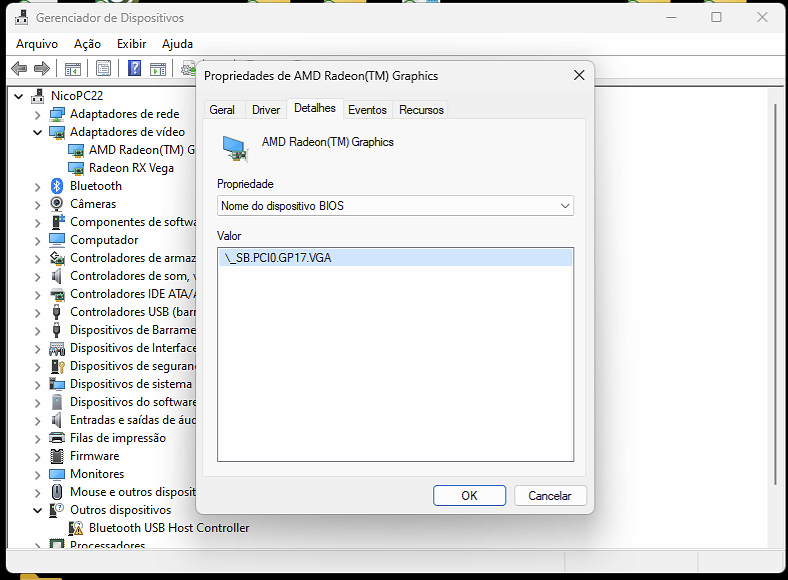 Gerenciador de Dispositivos
Arquivo Ação Exibir Ajuda
NicoPC22
Adaptadores de rede
Adaptadores de vídeo
AMD Radeon(TM) G
Radeon RX Vega
Bluetooth
Câmeras
Componentes de softwa
Computador
Controladores de armaz
Controladores de som, v
Controladores IDE ATA/A
Controladores USB (barr
Dispositivos de Barrame
Dispositivos de Interface
Dispositivos de seguran
Dispositivos de sistema
Dispositivos do software
Entradas e saídas de áud
Filas de impressão
Firmware
Monitores
Mouse e outros disposit
Outros dispositivos
Bluetooth USB Host Controller
Processadores
Propriedades de AMD Radeon(TM) Graphics
Geral Driver Detalhes Eventos Recursos
AMD Radeon(TM) Graphics
Propriedade
Nome do dispositivo BIOS
Valor
\_SB.PCI0.GP17.VGA
OK Cancelar